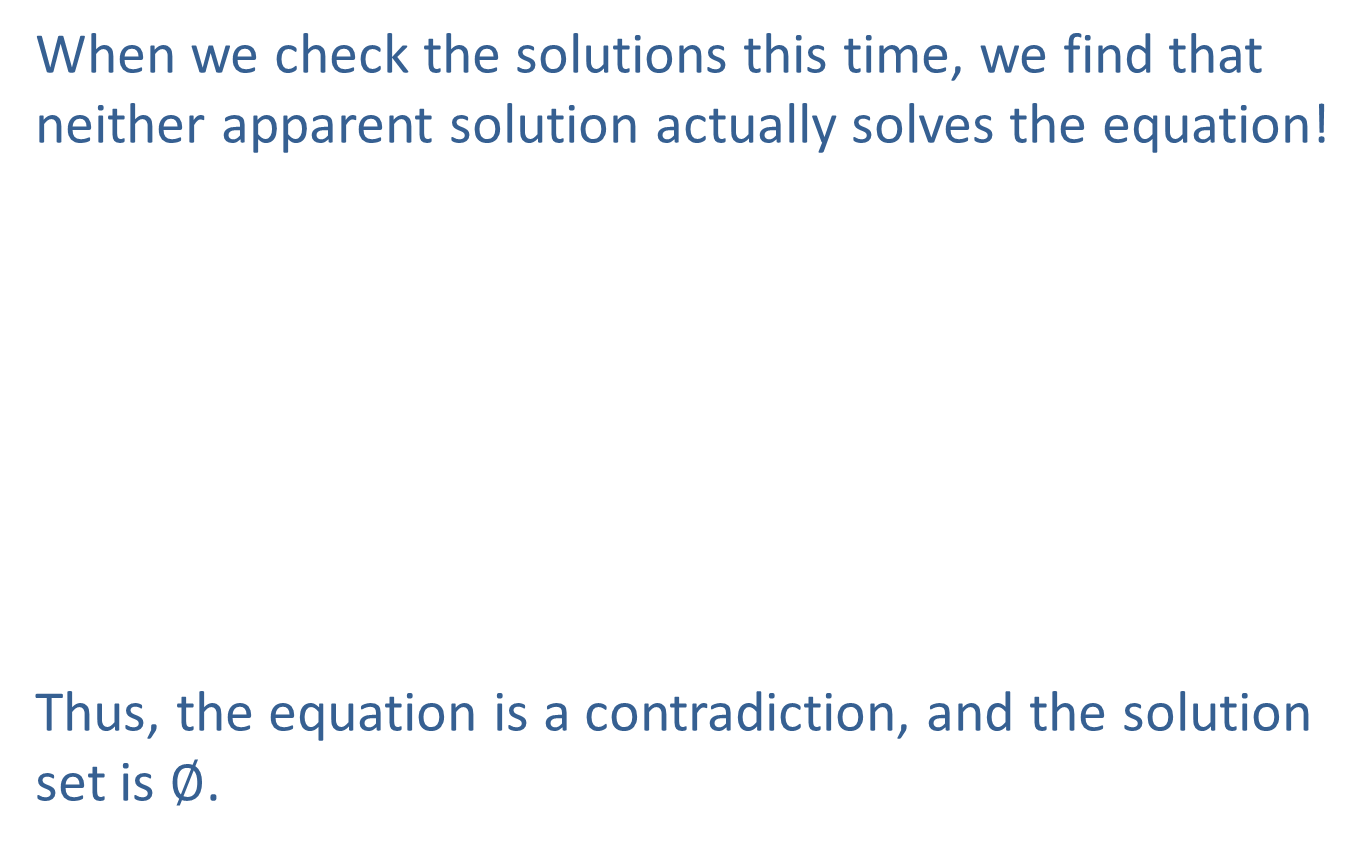 When we check the solutions this time, we find that
neither apparent solution actually solves the equation!
Thus, the equation is a contradiction, and the solution
set is Ø.